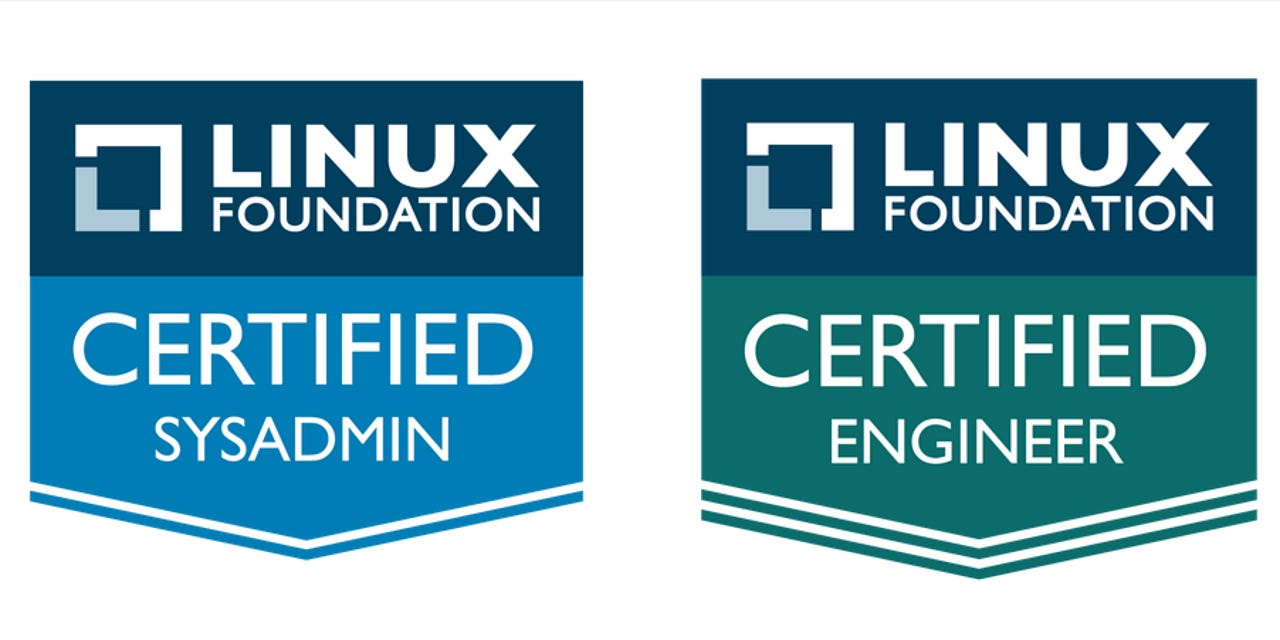 LINUX
FOUNDATION
CERTIFIED
SYSADMIN
LINUX
FOUNDATION
CERTIFIED
ENGINEER